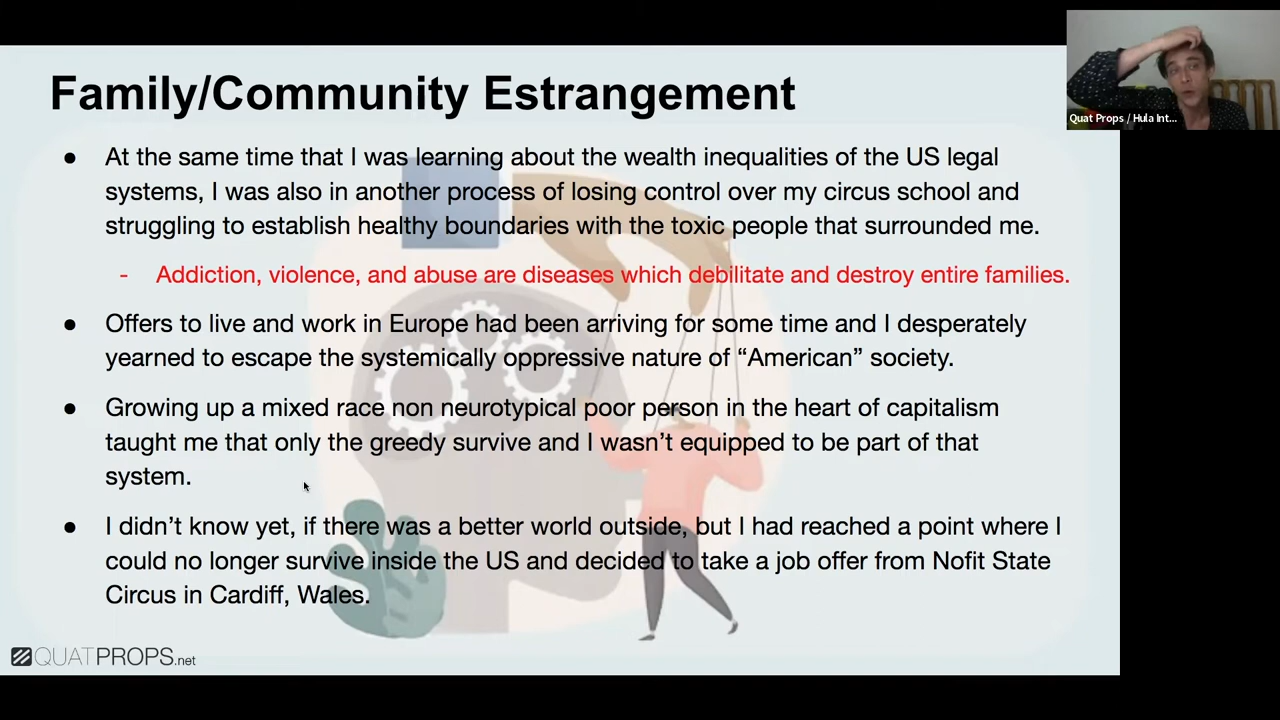 Family/Community Estrangement
Quat Props / Hula Int...
● At the same time that I was learning about the wealth inequalities of the US legal
systems, I was also in another process of losing control over my circus school and
struggling to establish healthy boundaries with the toxic people that surrounded me.
- Addiction, violence, and abuse are diseases which debilitate and destroy entire families.
● Offers to live and work in Europe had been arriving for some time and I desperately
yearned to escape the systemically oppressive nature of “American” society.
● Growing up a mixed race non neurotypical poor person in the heart of capitalism
taught me that only the greedy survive and I wasn’t equipped to be part of that
system.
● I didn’t know yet, if there was a better world outside, but I had reached a point where I
could no longer survive inside the US and decided to take a job offer from Nofit State
Circus in Cardiff, Wales.
QUATPROPS.net